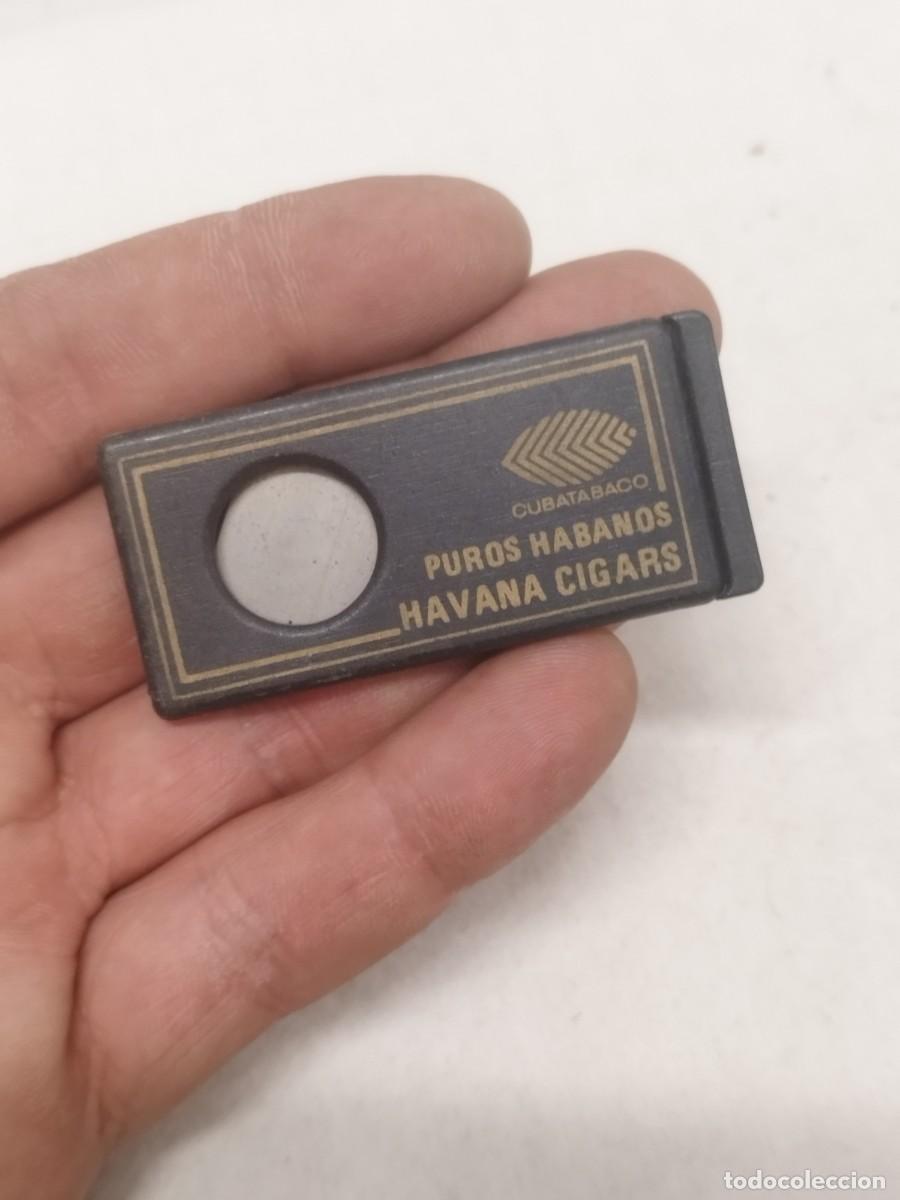 CUBATABACO
PUROS HABANOS
HAVANA CIGARS
todocoleccion